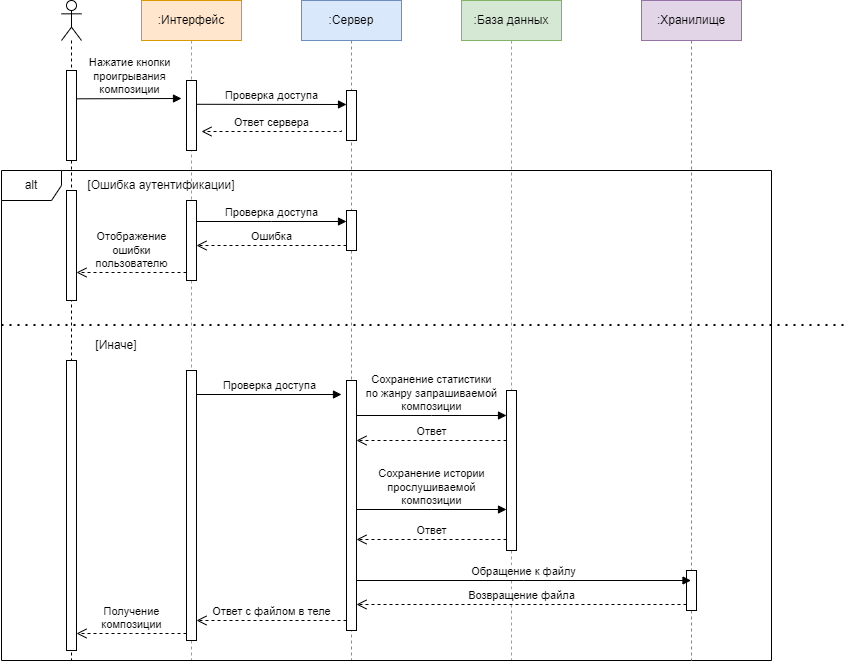 :Интерфейс
:Сервер
:База данных
:Хранилище
Нажатие кнопки
проигрывания
композиции
Проверка доступа
Ответ сервера
alt
[Ошибка аутентификации]
Проверка доступа
Ошибка
Отображение
ошибки
пользователю
[Иначе]
Проверка доступа
Сохранение статистики
по жанру запрашиваемой
композиции
Ответ
Сохранение истории
прослушиваемой
композиции
Ответ
Обращение к файлу
Возвращение файла
Ответ с файлом в теле
Получение
композиции